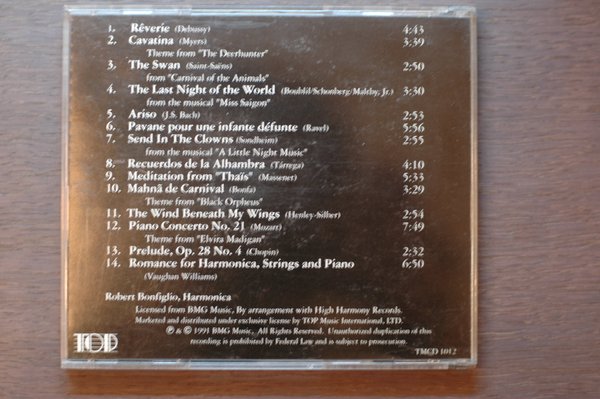 1. Rêverie (Debussy) 4:43
2. Cavatina (Myers) 3:39
Theme from "The Deerhunter"
3. The Swan (Saint-Saëns) 2:50
from "Carnival of the Animals"
4. The Last Night of the World (Boublil/Schonberg/Maltby, Jr.) 3:30
from the musical "Miss Saigon"
5. Ariso (J.S. Bach) 2:53
6. Pavane pour une infante défunte (Ravel) 5:56
7. Send In The Clowns (Sondheim) 2:55
from the musical "A Little Night Music"
8. Recuerdos de la Alhambra (Tárrega) 4:10
9. Meditation from "Thaïs" (Massenet) 5:33
10. Mahnã de Carnival (Bonfa) 3:29
Theme from "Black Orpheus"
11. The Wind Beneath My Wings (Henley-Silber) 2:54
12. Piano Concerto No. 21 (Mozart) 7:49
Theme from "Elvira Madigan"
13. Prelude, Op. 28 No. 4 (Chopin) 2:32
14. Romance for Harmonica, Strings and Piano 6:50
(Vaughan Williams)
Robert Bonfiglio, Harmonica
Licensed from BMG Music, By arrangement with High Harmony Records.
Marketed and distributed under exclusive license by TOP Music International, LTD.
℗ & © 1991 BMG Music, All Rights Reserved. Unauthorized duplication of this
recording is prohibited by Federal Law and is subject to prosecution.
TOP
TMCD 1012